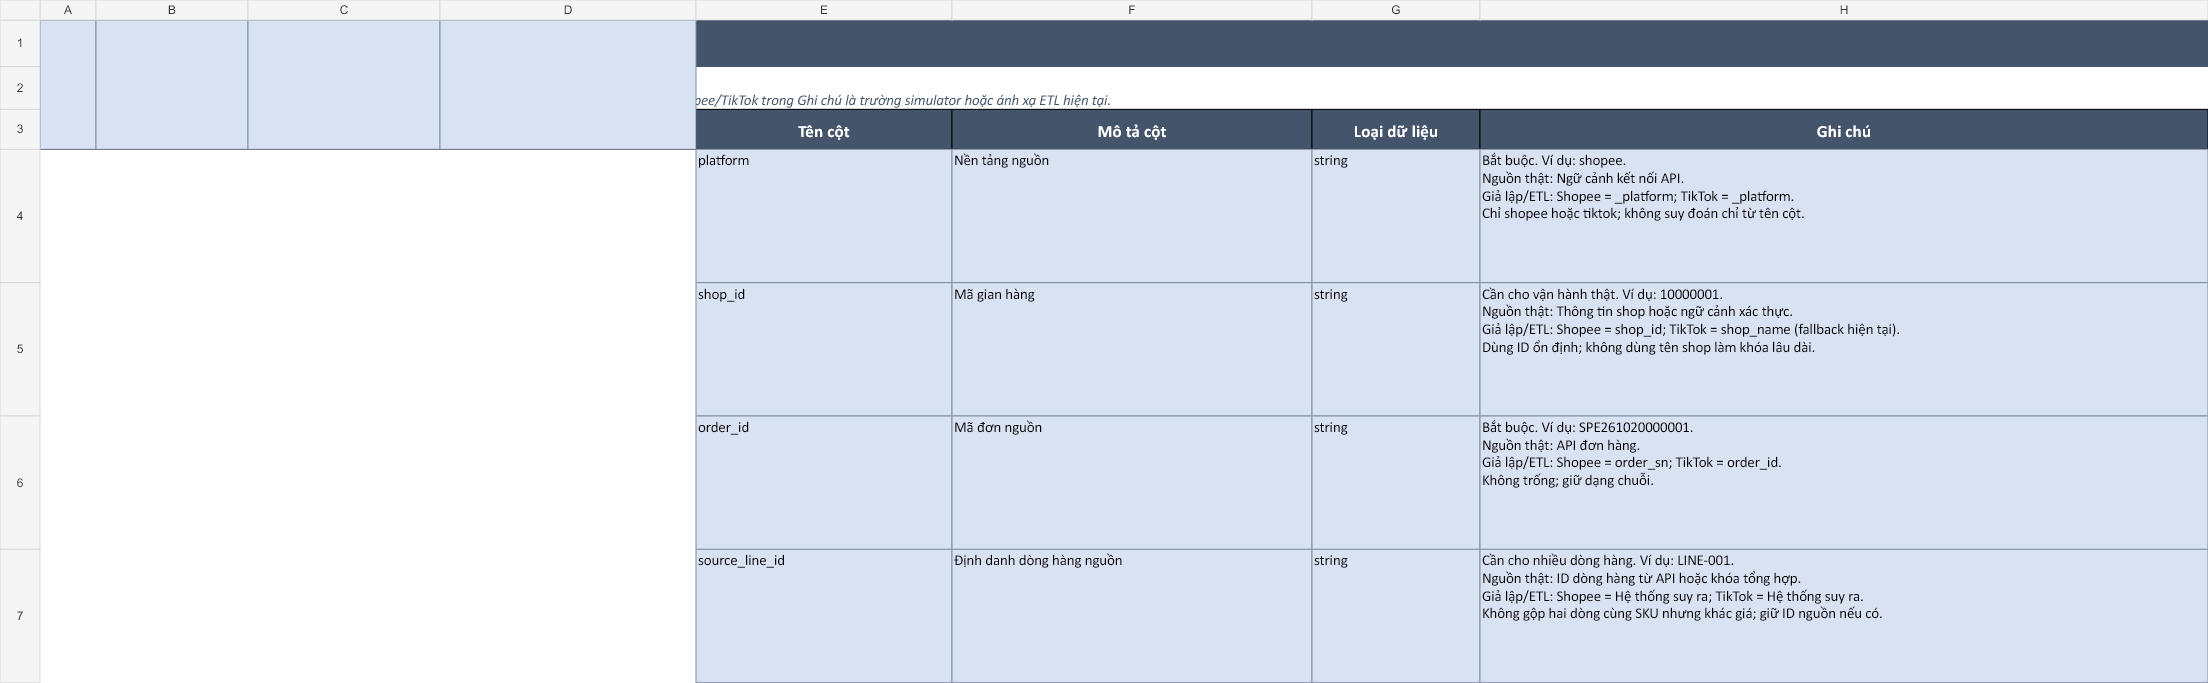 A B C D E F G H
1
2
/TikTok trong Ghi chú là trường simulator hoặc ánh xạ ETL hiện tại.
3 Tên cột Mô tả cột Loại dữ liệu Ghi chú
4 platform Nền tảng nguồn string Bắt buộc. Ví dụ: shopee.
Nguồn thật: Ngữ cảnh kết nối API.
Giả lập/ETL: Shopee = _platform; TikTok = _platform.
Chỉ shopee hoặc tiktok; không suy đoán chỉ từ tên cột.
5 shop_id Mã gian hàng string Cần cho vận hành thật. Ví dụ: 10000001.
Nguồn thật: Thông tin shop hoặc ngữ cảnh xác thực.
Giả lập/ETL: Shopee = shop_id; TikTok = shop_name (fallback hiện tại).
Dùng ID ổn định; không dùng tên shop làm khóa lâu dài.
6 order_id Mã đơn nguồn string Bắt buộc. Ví dụ: SPE261020000001.
Nguồn thật: API đơn hàng.
Giả lập/ETL: Shopee = order_sn; TikTok = order_id.
Không trống; giữ dạng chuỗi.
7 source_line_id Định danh dòng hàng nguồn string Cần cho nhiều dòng hàng. Ví dụ: LINE-001.
Nguồn thật: ID dòng hàng từ API hoặc khóa tổng hợp.
Giả lập/ETL: Shopee = Hệ thống suy ra; TikTok = Hệ thống suy ra.
Không gộp hai dòng cùng SKU nhưng khác giá; giữ ID nguồn nếu có.